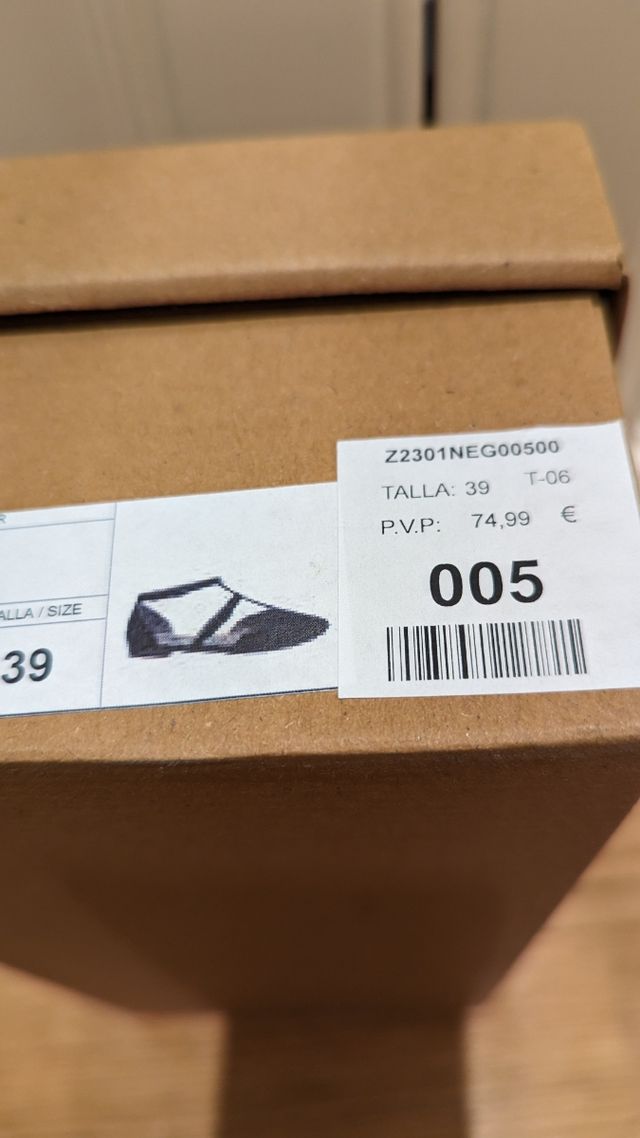 R
ALLA / SIZE
39
Z2301NEG00500
TALLA: 39 T-06
P.V.P: 74,99 €
005